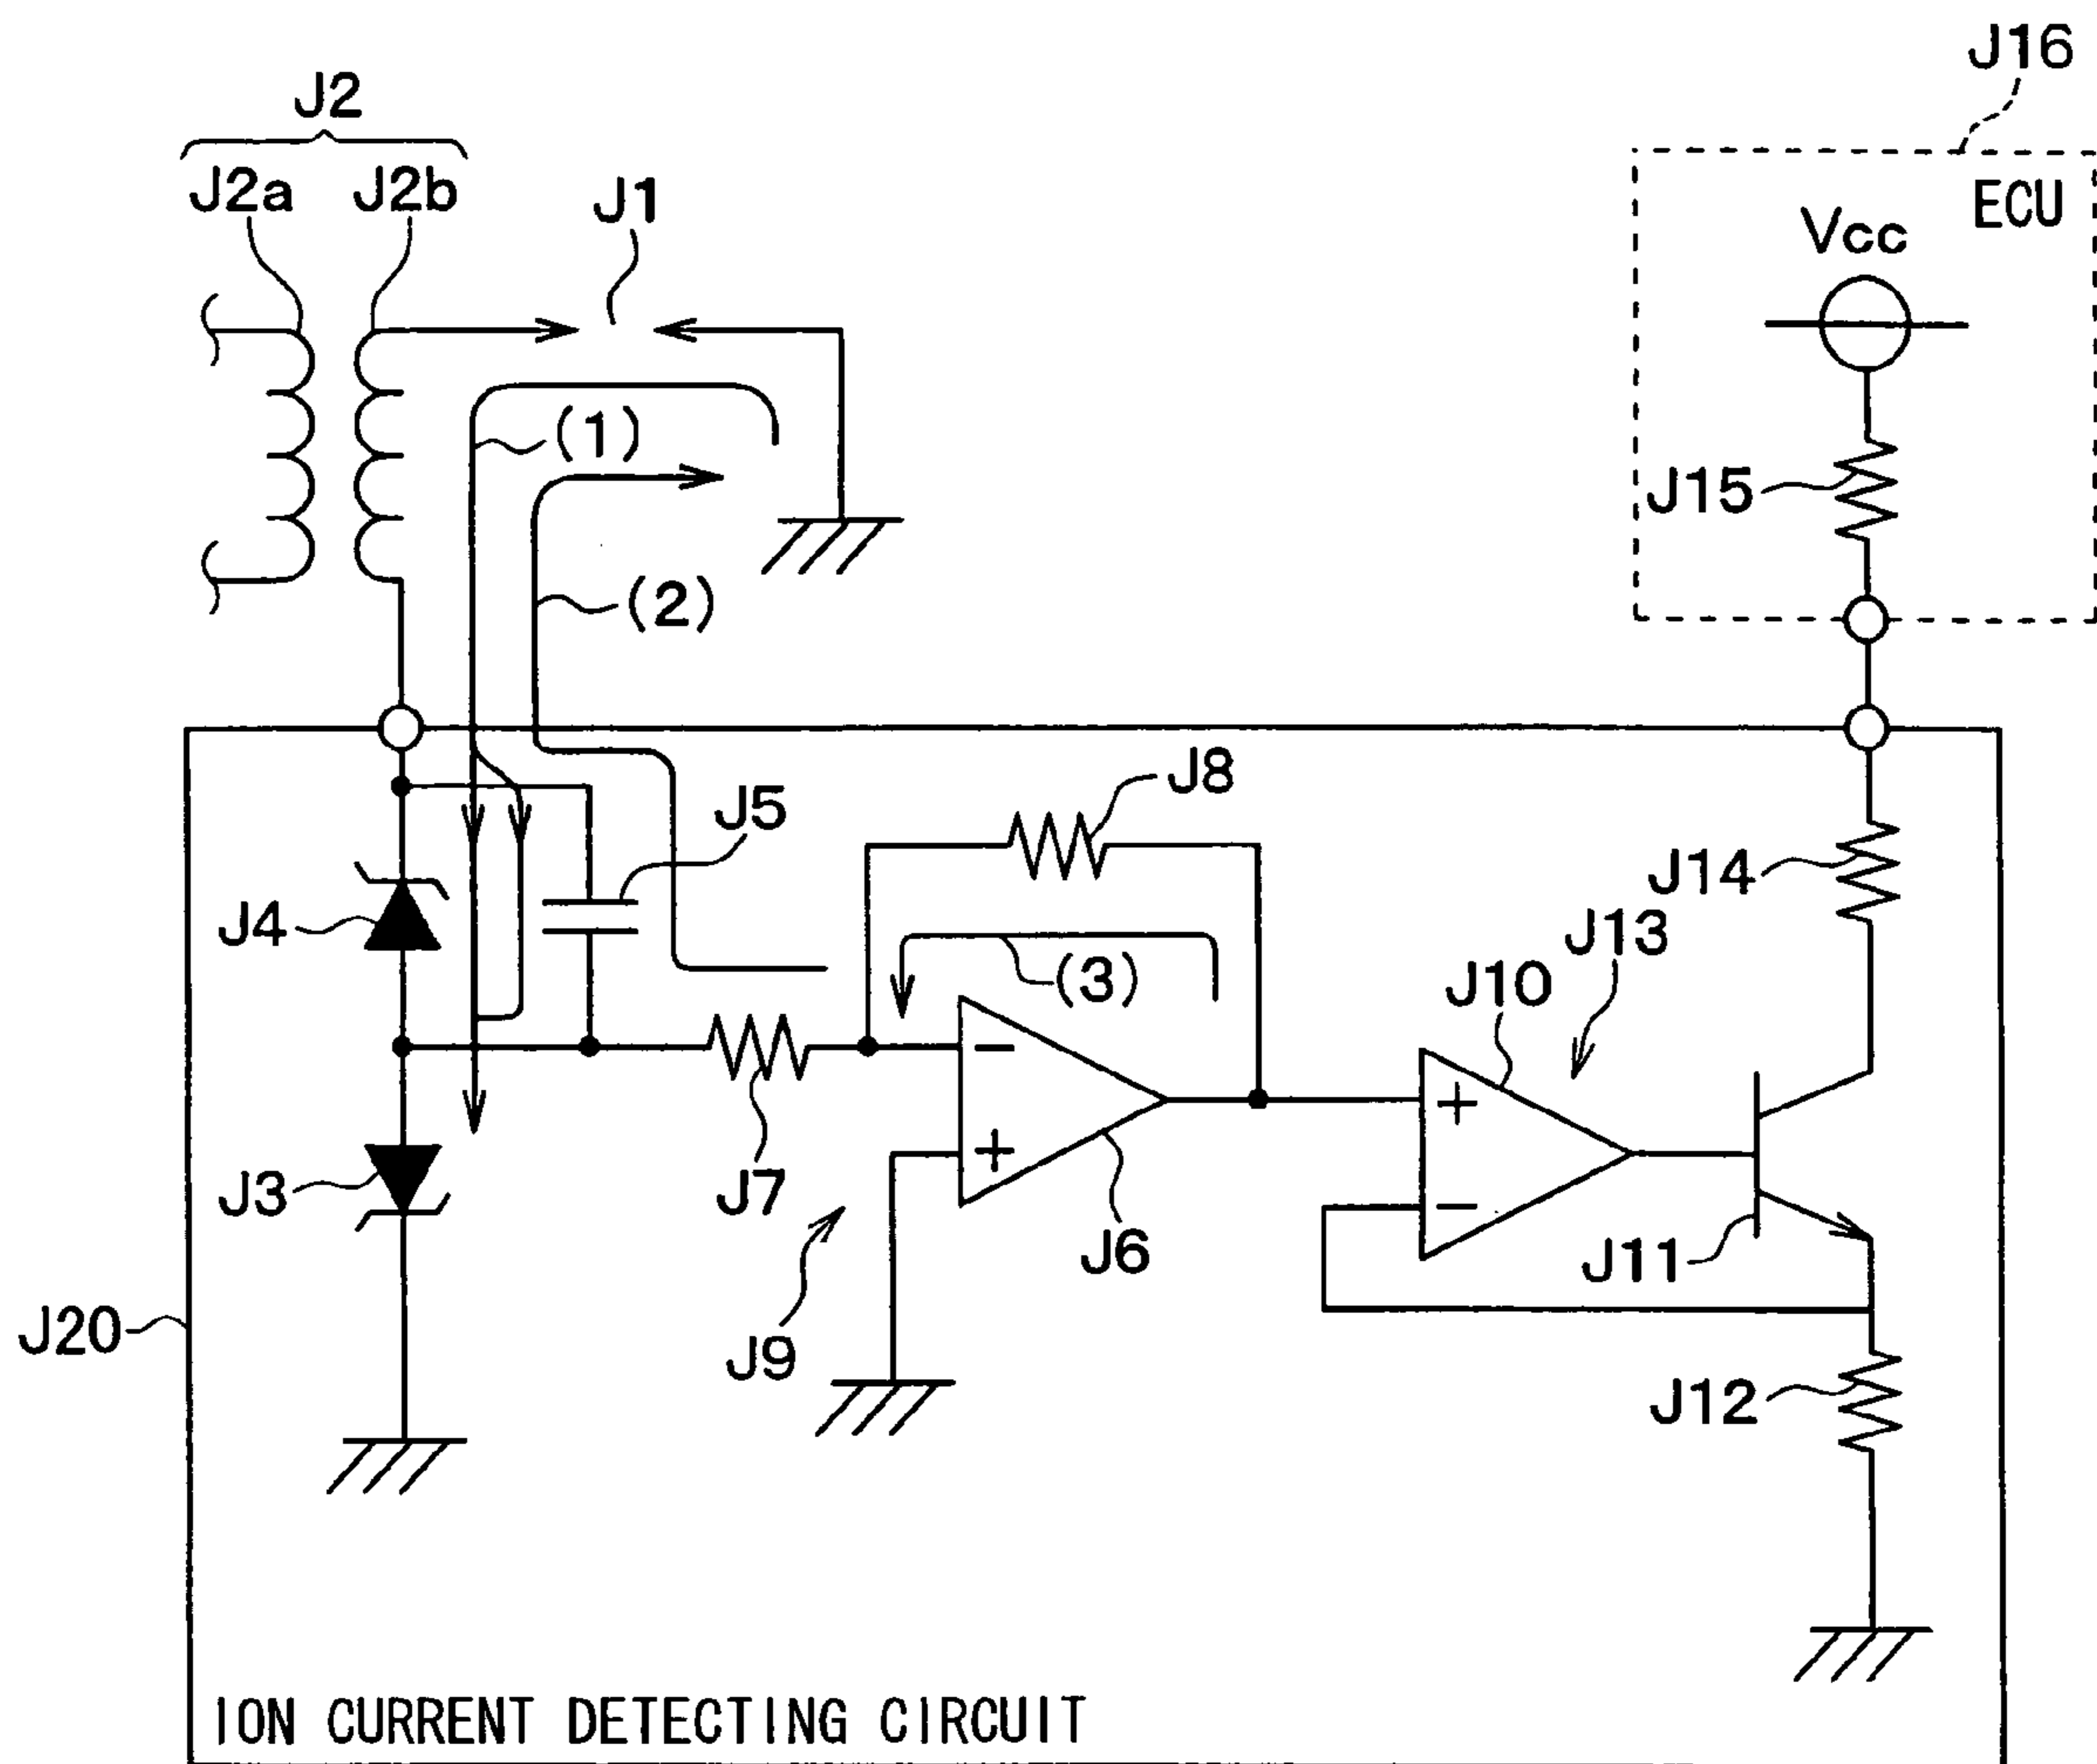 J16
J2
J2a
J2b
J1
ECU
Vcc
(1)
J15
(2)
J8
J5
J14
J4
J13
(3)
J10
+
−
+
−
J3
J7
J6
J11
J20
J9
J12
ION CURRENT DETECTING CIRCUIT